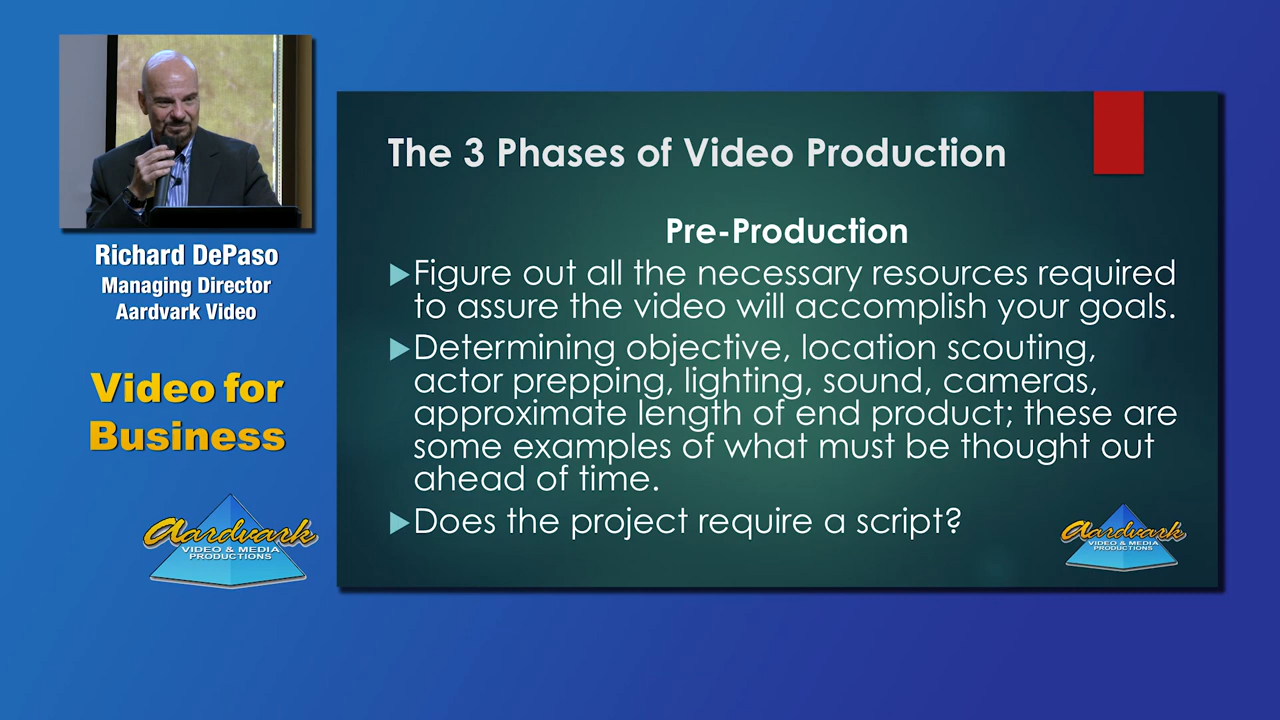 Richard DePaso
Managing Director
Aardvark Video
Video for
Business
Aardvark
VIDEO & MEDIA
PRODUCTIONS
The 3 Phases of Video Production
Pre-Production
Figure out all the necessary resources required
to assure the video will accomplish your goals.
Determining objective, location scouting,
actor prepping, lighting, sound, cameras,
approximate length of end product; these are
some examples of what must be thought out
ahead of time.
Does the project require a script?
Aardvark
VIDEO & MEDIA
PRODUCTIONS